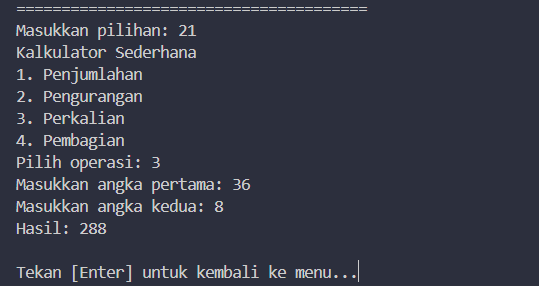 =======================================
Masukkan pilihan: 21
Kalkulator Sederhana
1. Penjumlahan
2. Pengurangan
3. Perkalian
4. Pembagian
Pilih operasi: 3
Masukkan angka pertama: 36
Masukkan angka kedua: 8
Hasil: 288
Tekan [Enter] untuk kembali ke menu...